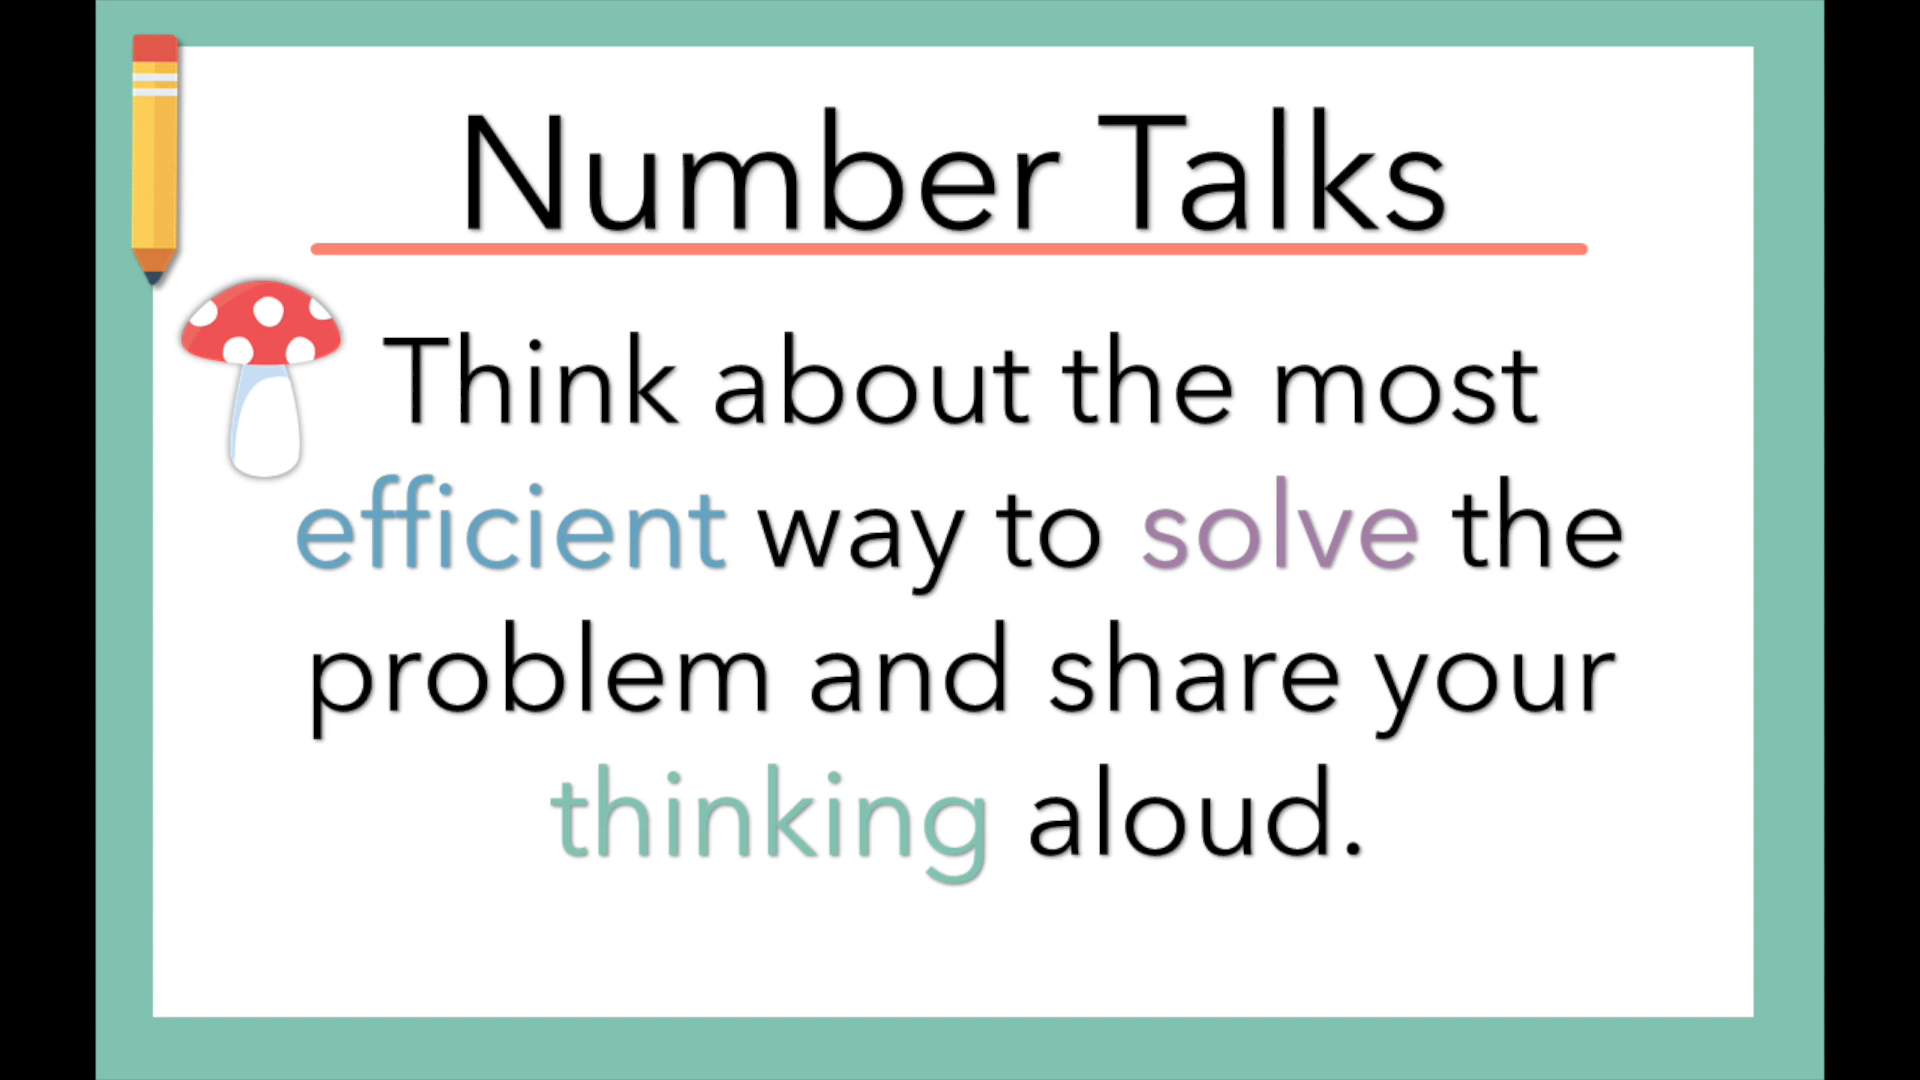 Number Talks
Think about the most
efficient way to solve the
problem and share your
thinking aloud.